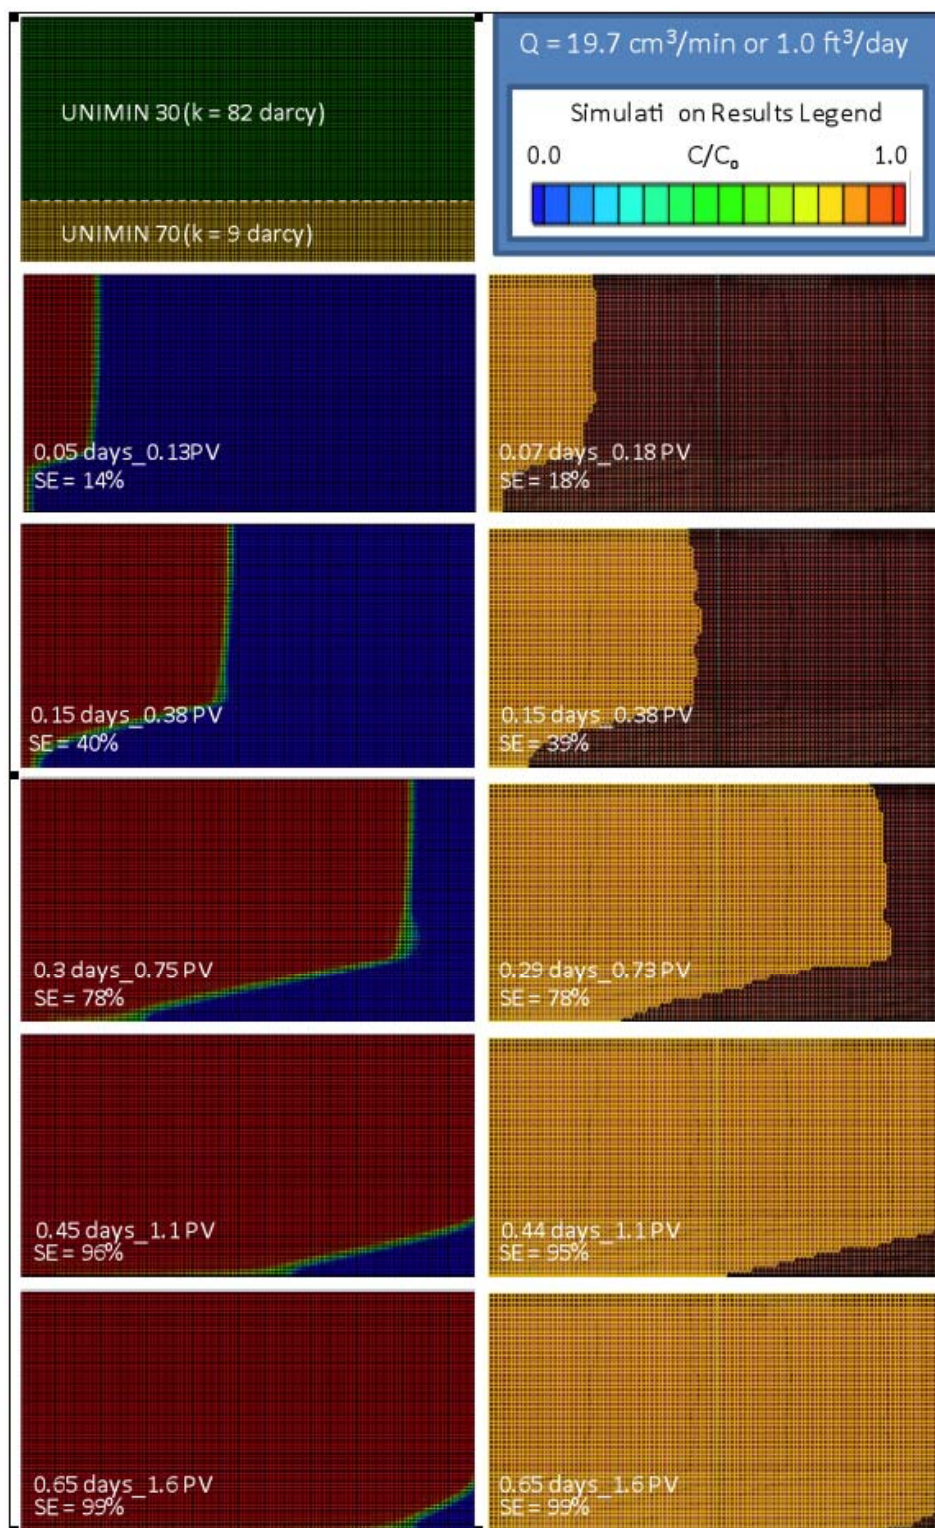 UNIMIN 30 (k = 82 darcy)
UNIMIN 70 (k = 9 darcy)
Q = 19.7 cm³/min or 1.0 ft³/day
Simulati on Results Legend
0.0 C/C₀ 1.0
0.05 days_0.13PV
SE = 14%
0.07 days_0.18 PV
SE = 18%
0.15 days_0.38 PV
SE = 40%
0.15 days_0.38 PV
SE = 39%
0.3 days_0.75 PV
SE = 78%
0.29 days_0.73 PV
SE = 78%
0.45 days_1.1 PV
SE = 96%
0.44 days_1.1 PV
SE = 95%
0.65 days_1.6 PV
SE = 99%
0.65 days_1.6 PV
SE = 99%